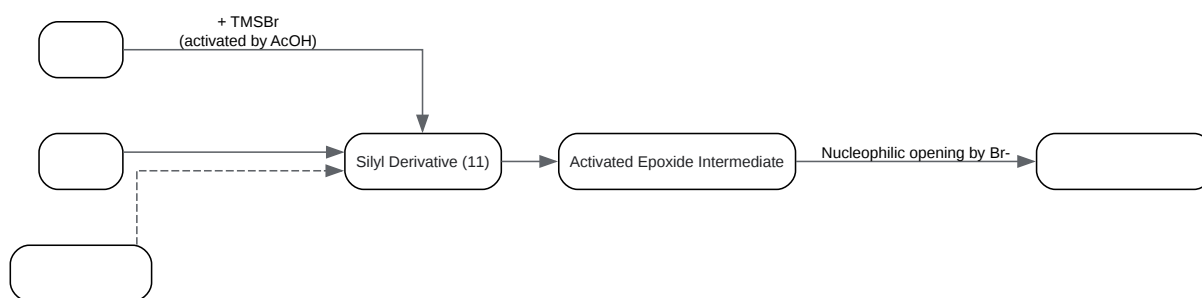 + TMSBr
(activated by AcOH)
Silyl Derivative (11)
Activated Epoxide Intermediate
Nucleophilic opening by Br-